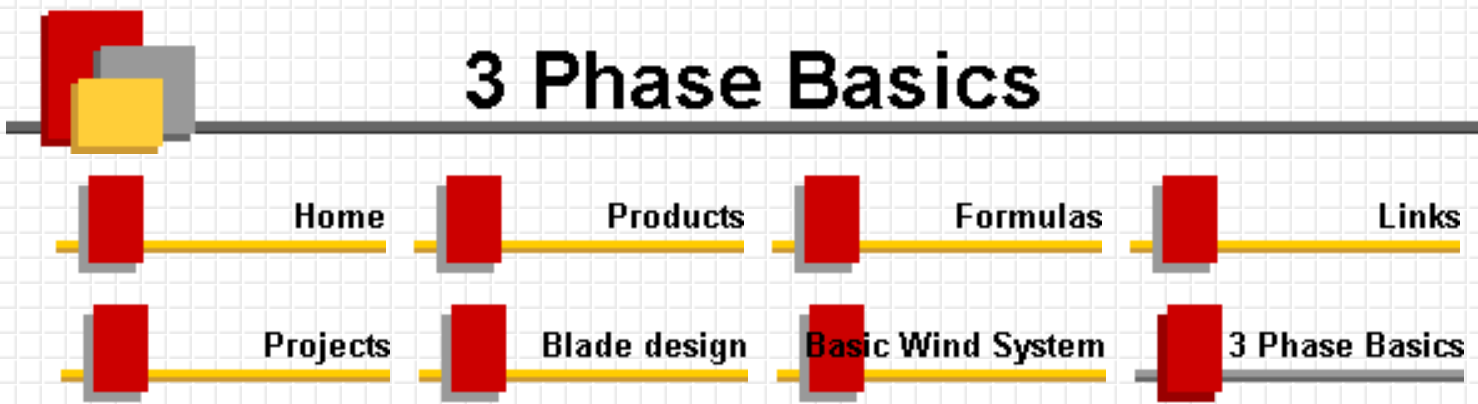 3 Phase Basics
Home Products Formulas Links
Projects Blade design Basic Wind System 3 Phase Basics